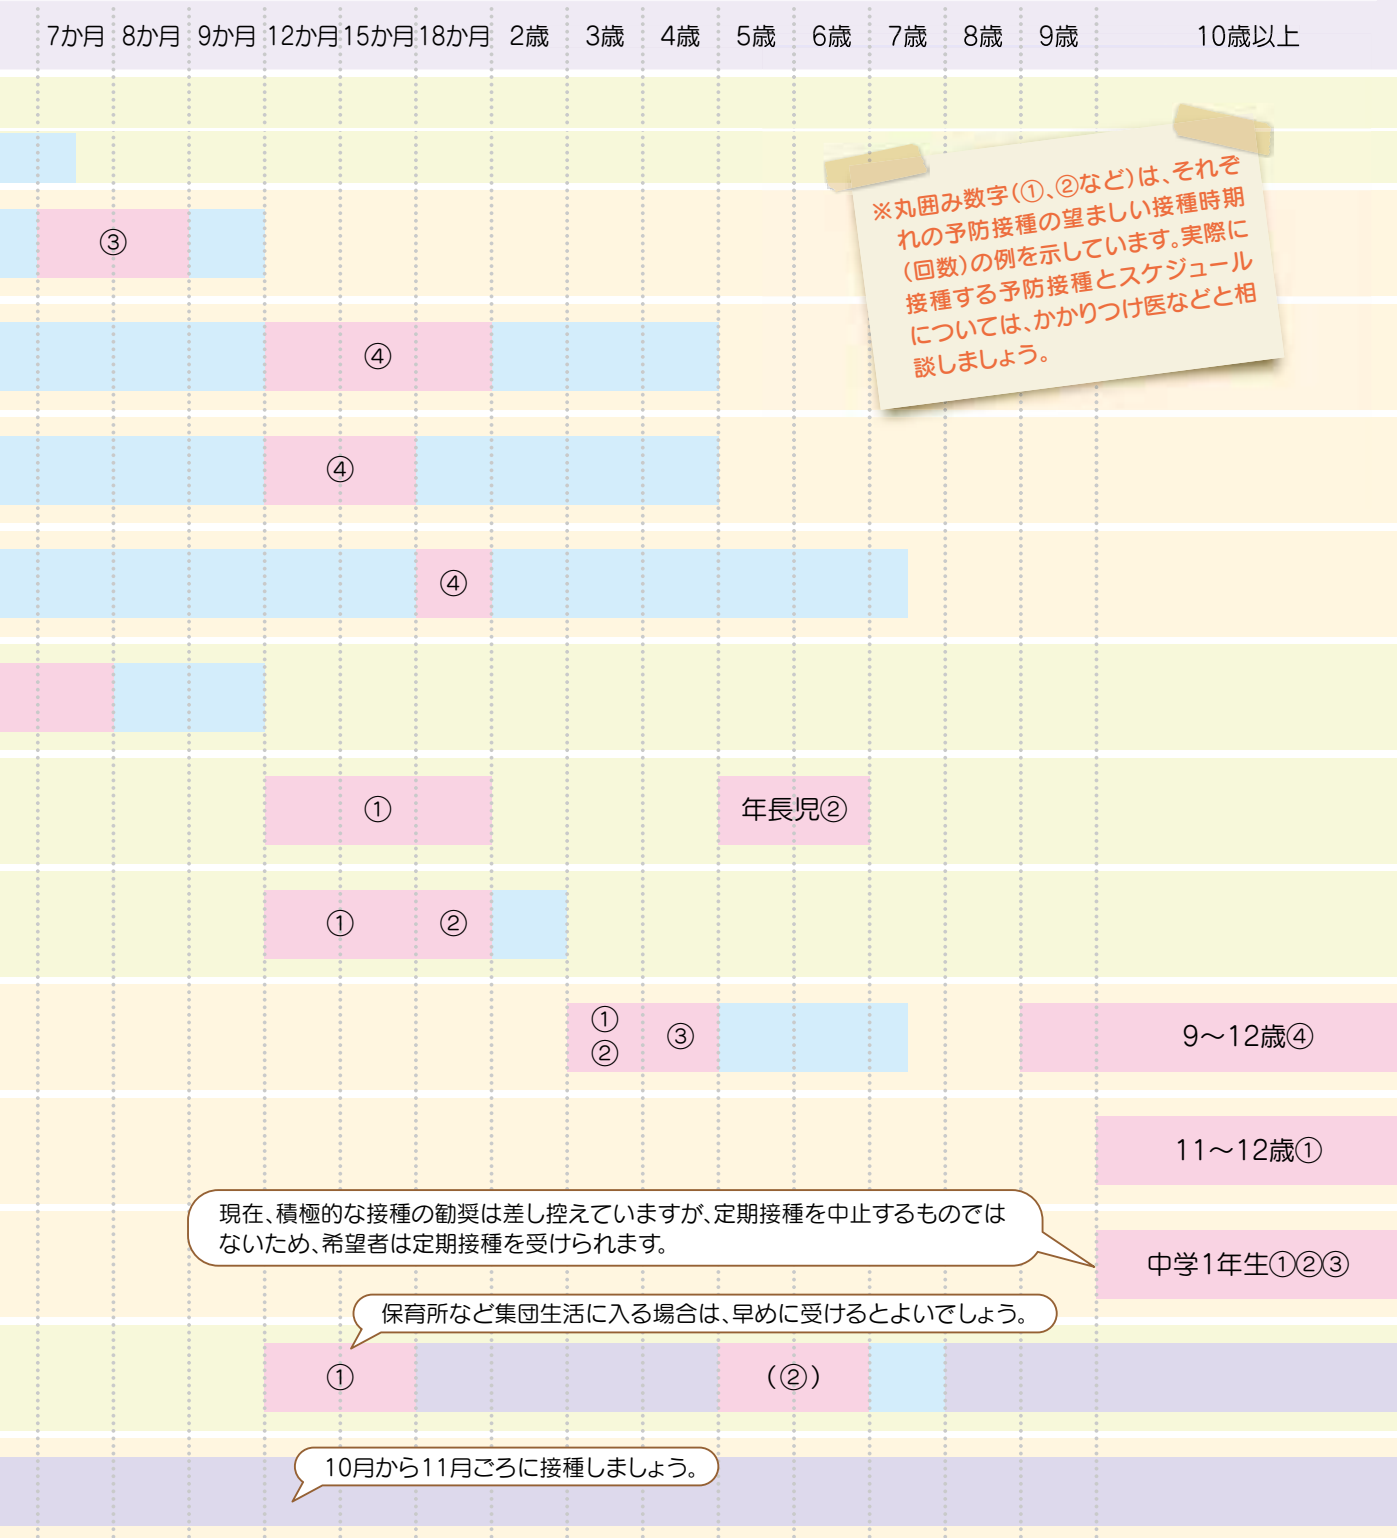 7か月 8か月 9か月 12か月 15か月 18か月 2歳 3歳 4歳 5歳 6歳 7歳 8歳 9歳 10歳以上
※丸囲み数字(①、②など)は、それぞ
れの予防接種の望ましい接種時期
(回数)の例を示しています。実際に
接種する予防接種とスケジュール
については、かかりつけ医などと相
談しましょう。
③
④
④
④
① 年長児②
① ②
①
② ③ 9〜12歳④
11〜12歳①
現在、積極的な接種の勧奨は差し控えていますが、定期接種を中止するものでは
ないため、希望者は定期接種を受けられます。
中学1年生①②③
保育所など集団生活に入る場合は、早めに受けるとよいでしょう。
① (②)
10月から11月ごろに接種しましょう。